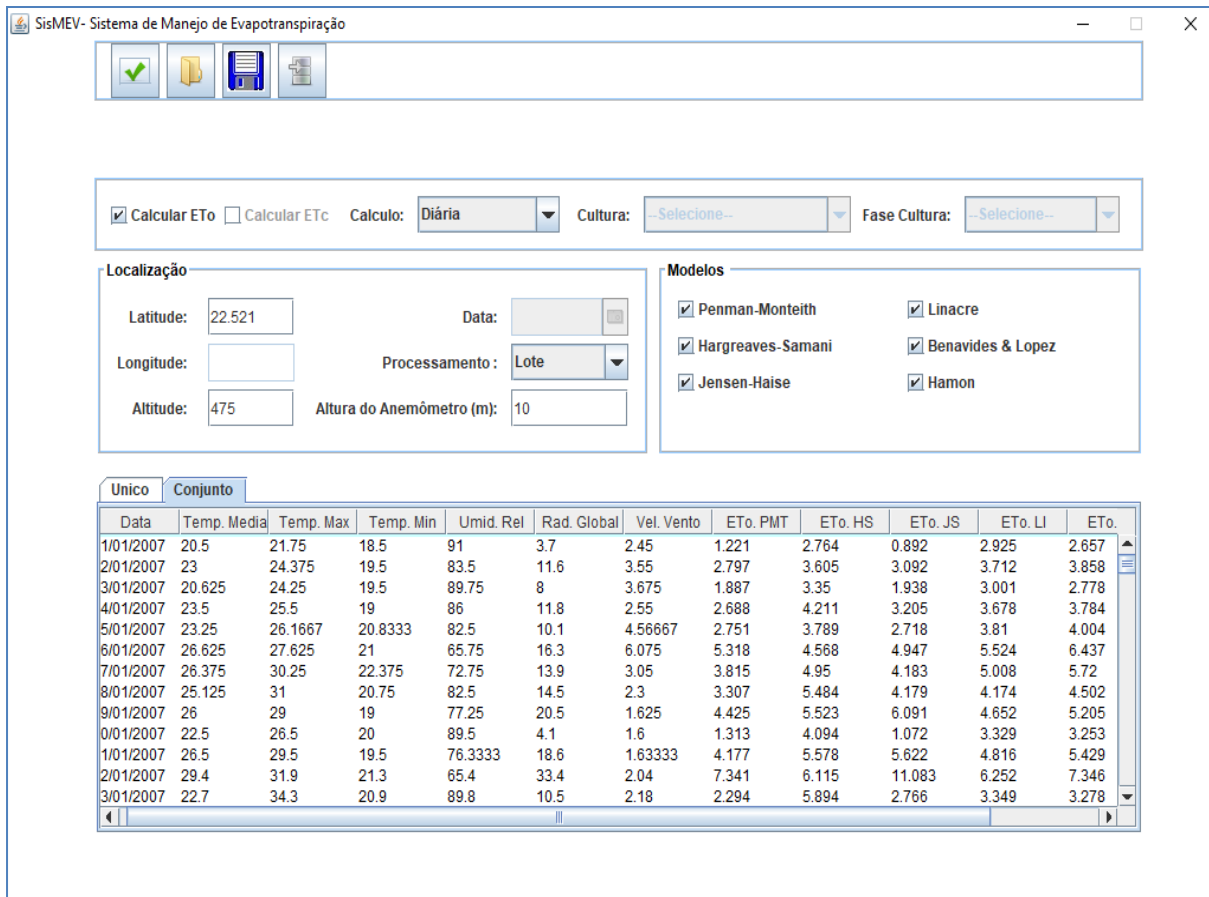 SisMEV- Sistema de Manejo de Evapotranspiração
Calcular ETo Calcular ETc Calculo: Diária Cultura: --Selecione-- Fase Cultura: --Selecione--
Localização
Latitude: 22.521 Data:
Longitude: Processamento : Lote
Altitude: 475 Altura do Anemômetro (m): 10
Modelos
Penman-Monteith Linacre
Hargreaves-Samani Benavides & Lopez
Jensen-Haise Hamon
Unico Conjunto
Data Temp. Media Temp. Max Temp. Min Umid. Rel Rad. Global Vel. Vento ETo. PMT ETo. HS ETo. JS ETo. LI ETo.
1/01/2007 20.5 21.75 18.5 91 3.7 2.45 1.221 2.764 0.892 2.925 2.657
2/01/2007 23 24.375 19.5 83.5 11.6 3.55 2.797 3.605 3.092 3.712 3.858
3/01/2007 20.625 24.25 19.5 89.75 8 3.675 1.887 3.35 1.938 3.001 2.778
4/01/2007 23.5 25.5 19 86 11.8 2.55 2.688 4.211 3.205 3.678 3.784
5/01/2007 23.25 26.1667 20.8333 82.5 10.1 4.56667 2.751 3.789 2.718 3.81 4.004
6/01/2007 26.625 27.625 21 65.75 16.3 6.075 5.318 4.568 4.947 5.524 6.437
7/01/2007 26.375 30.25 22.375 72.75 13.9 3.05 3.815 4.95 4.183 5.008 5.72
8/01/2007 25.125 31 20.75 82.5 14.5 2.3 3.307 5.484 4.179 4.174 4.502
9/01/2007 26 29 19 77.25 20.5 1.625 4.425 5.523 6.091 4.652 5.205
0/01/2007 22.5 26.5 20 89.5 4.1 1.6 1.313 4.094 1.072 3.329 3.253
1/01/2007 26.5 29.5 19.5 76.3333 18.6 1.63333 4.177 5.578 5.622 4.816 5.429
2/01/2007 29.4 31.9 21.3 65.4 33.4 2.04 7.341 6.115 11.083 6.252 7.346
3/01/2007 22.7 34.3 20.9 89.8 10.5 2.18 2.294 5.894 2.766 3.349 3.278